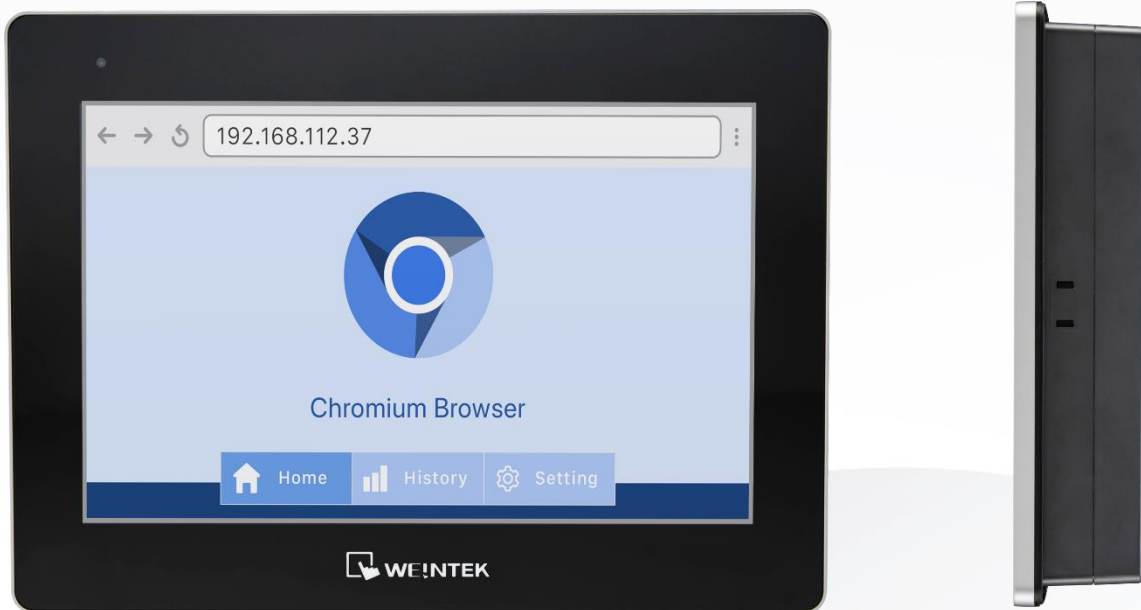 192.168.112.37
Chromium Browser
Home
History
Setting
WEINTEK